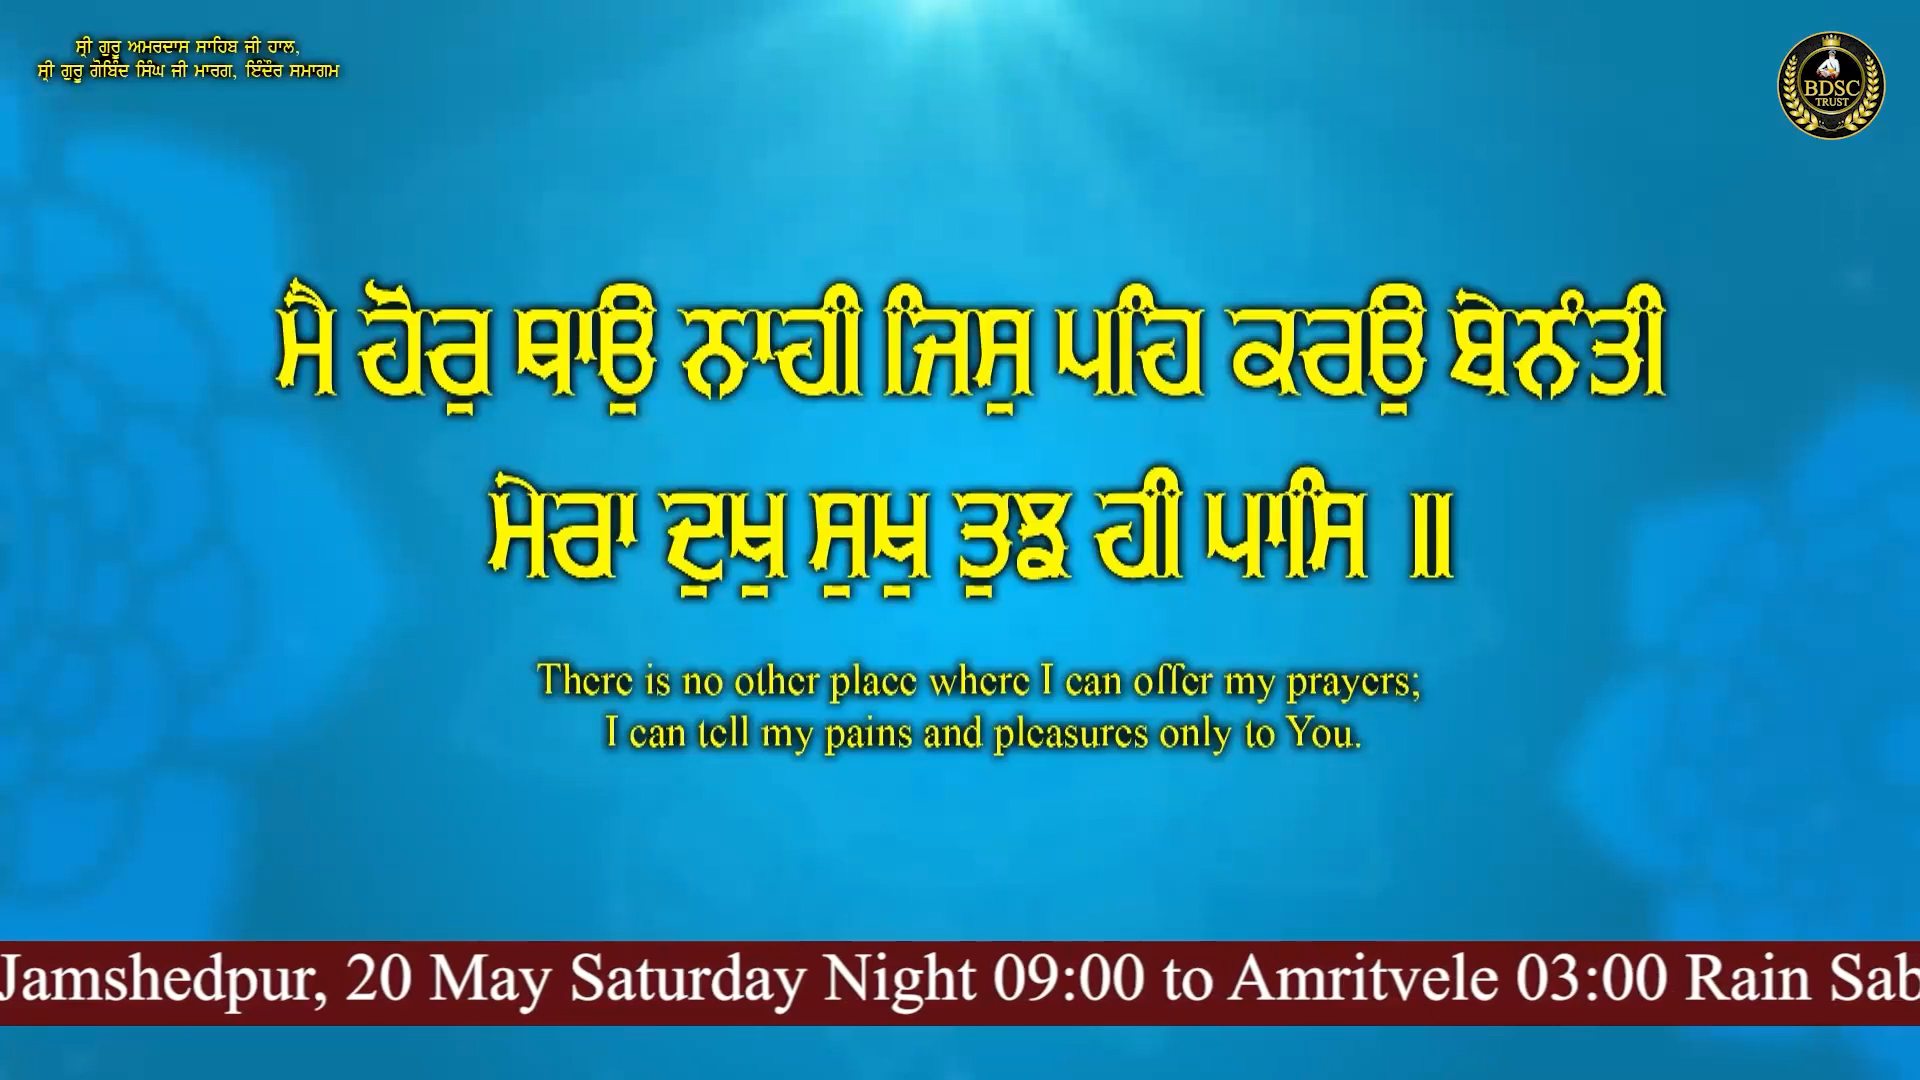 ਸ੍ਰੀ ਗੁਰੂ ਅਮਰਦਾਸ ਸਾਹਿਬ ਜੀ ਹਾਲ,
ਸ੍ਰੀ ਗੁਰੂ ਗੋਬਿੰਦ ਸਿੰਘ ਜੀ ਮਾਰਗ, ਇੰਦੌਰ ਸਮਾਗਮ
BDSC
TRUST
ਮੈ ਹੋਰੁ ਥਾਉ ਨਾਹੀ ਜਿਸੁ ਪਹਿ ਕਰਉ ਬੇਨੰਤੀ
ਮੇਰਾ ਦੁਖੁ ਸੁਖੁ ਤੁਝ ਹੀ ਪਾਸਿ ॥
There is no other place where I can offer my prayers;
I can tell my pains and pleasures only to You.
Jamshedpur, 20 May Saturday Night 09:00 to Amritvele 03:00 Rain Sab